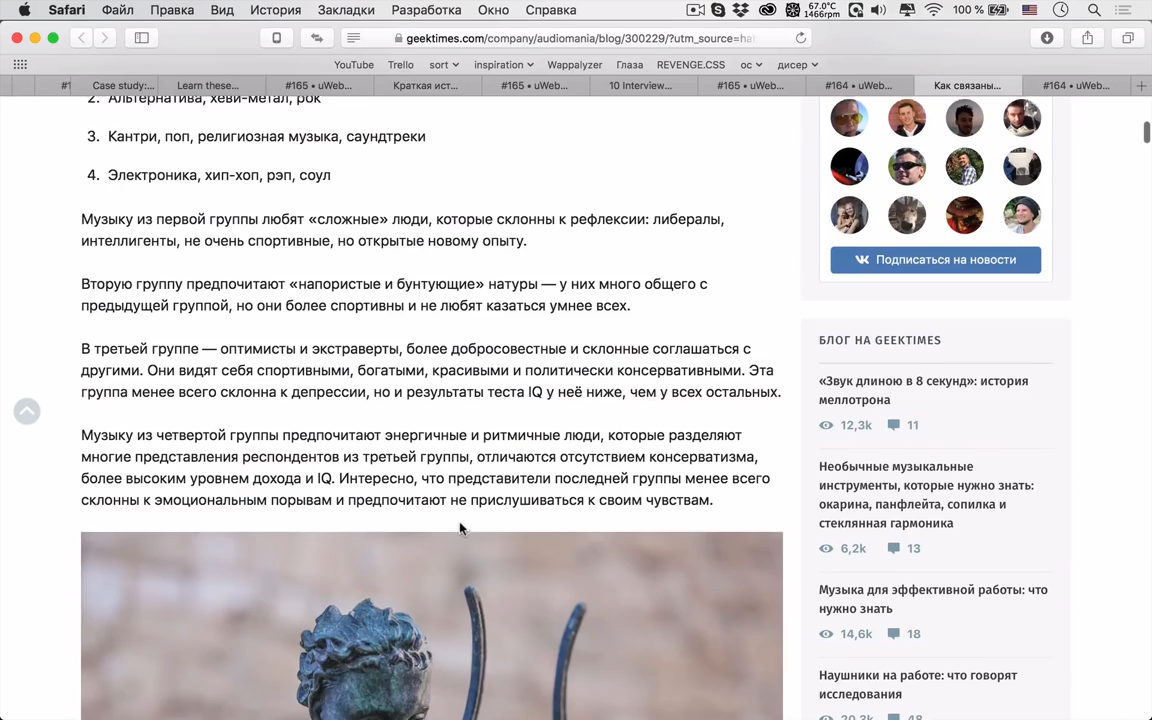 Safari Файл Правка Вид История Закладки Разработка Окно Справка
67.0°C
1466rpm
100 %
geektimes.com/company/audiomania/blog/300229/?utm_source=hab
YouTube Trello sort inspiration Wappalyzer Глаза REVENGE.CSS ос дисер
#1 Case study:... Learn these... #165 • uWeb... Краткая ист... #165 • uWeb... 10 Interview... #165 • uWeb... #164 • uWeb... Как связаны... #164 • uWeb...
2. Альтернатива, хеви-метал, рок
3. Кантри, поп, религиозная музыка, саундтреки
4. Электроника, хип-хоп, рэп, соул
Музыку из первой группы любят «сложные» люди, которые склонны к рефлексии: либералы,
интеллигенты, не очень спортивные, но открытые новому опыту.
Вторую группу предпочитают «напористые и бунтующие» натуры — у них много общего с
предыдущей группой, но они более спортивны и не любят казаться умнее всех.
В третьей группе — оптимисты и экстраверты, более добросовестные и склонные соглашаться с
другими. Они видят себя спортивными, богатыми, красивыми и политически консервативными. Эта
группа менее всего склонна к депрессии, но и результаты теста IQ у неё ниже, чем у всех остальных.
Музыку из четвертой группы предпочитают энергичные и ритмичные люди, которые разделяют
многие представления респондентов из третьей группы, отличаются отсутствием консерватизма,
более высоким уровнем дохода и IQ. Интересно, что представители последней группы менее всего
склонны к эмоциональным порывам и предпочитают не прислушиваться к своим чувствам.
Подписаться на новости
БЛОГ НА GEEKTIMES
«Звук длиною в 8 секунд»: история
меллотрона
12,3k 11
Необычные музыкальные
инструменты, которые нужно знать:
окарина, панфлейта, сопилка и
стеклянная гармоника
6,2k 13
Музыка для эффективной работы: что
нужно знать
14,6k 18
Наушники на работе: что говорят
исследования
20,3k 48